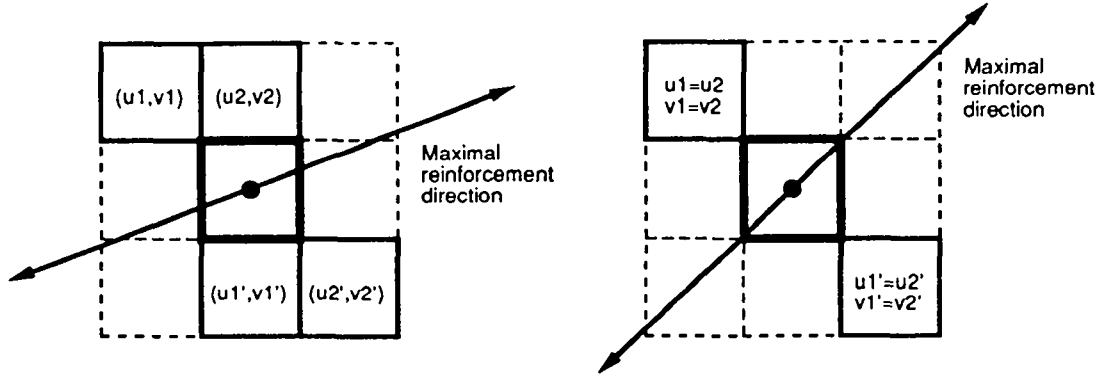 (u1,v1)
(u2,v2)
Maximal
reinforcement
direction
(u1',v1')
(u2',v2')
u1=u2
v1=v2
Maximal
reinforcement
direction
u1'=u2'
v1'=v2'